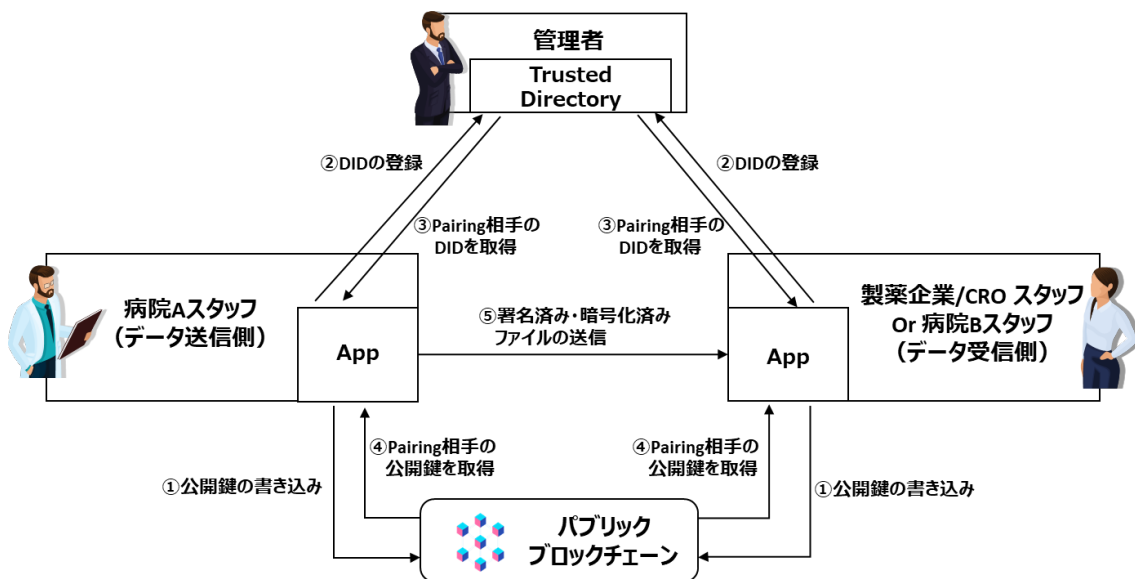 管理者
Trusted
Directory
②DIDの登録
②DIDの登録
③Pairing相手の
DIDを取得
③Pairing相手の
DIDを取得
病院Aスタッフ
（データ送信側）
App
⑤署名済み・暗号化済み
ファイルの送信
App
製薬企業/CRO スタッフ
Or 病院Bスタッフ
（データ受信側）
④Pairing相手の
公開鍵を取得
④Pairing相手の
公開鍵を取得
①公開鍵の書き込み
①公開鍵の書き込み
パブリック
ブロックチェーン